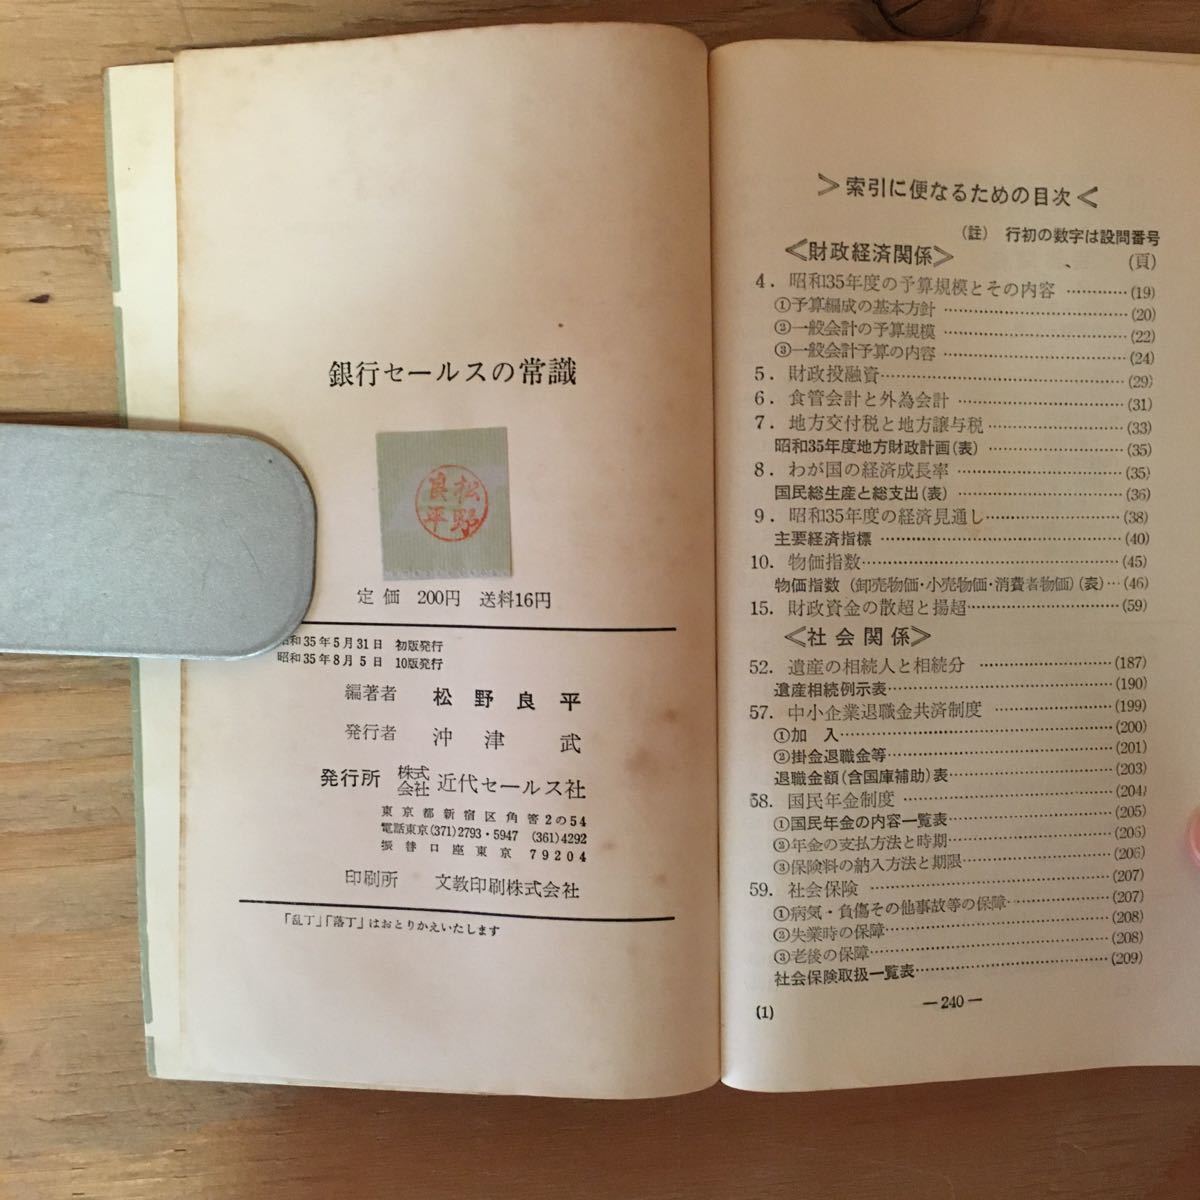 銀行セールスの常識
松野
良平
定価 200円 送料16円
昭和35年5月31日 初版発行
昭和35年8月5日 10版発行
編著者 松野良平
発行者 沖津 武
発行所 株式会社 近代セールス社
東京都新宿区角筈2の54
電話東京(371)2793・5947 (361)4292
振替口座東京 79204
印刷所 文教印刷株式会社
「乱丁」「落丁」はおとりかえいたします
＞索引に便なるための目次＜
(註) 行初の数字は設問番号
≪財政経済関係≫ (頁)
4. 昭和35年度の予算規模とその内容 …………(19)
①予算編成の基本方針 …………(20)
②一般会計の予算規模 …………(22)
③一般会計予算の内容 …………(24)
5. 財政投融資…………(29)
6. 食管会計と外為会計 …………(31)
7. 地方交付税と地方譲与税 …………(33)
昭和35年度地方財政計画(表) …………(35)
8. わが国の経済成長率 …………(35)
国民総生産と総支出(表) …………(36)
9. 昭和35年度の経済見通し…………(38)
主要経済指標 …………(40)
10. 物価指数…………(45)
物価指数 (卸売物価・小売物価・消費者物価)(表)…(46)
15. 財政資金の散超と揚超…………(59)
≪社会関係≫
52. 遺産の相続人と相続分 …………(187)
遺産相続例示表…………(190)
57. 中小企業退職金共済制度 …………(199)
①加 入…………(200)
②掛金退職金等…………(201)
退職金額(含国庫補助)表…………(203)
58. 国民年金制度 …………(204)
①国民年金の内容一覧表…………(205)
②年金の支払方法と時期…………(206)
③保険料の納入方法と期限…………(206)
(207)
59. 社会保険 …………(207)
①病気・負傷その他事故等の保障…………(208)
②失業時の保障…………(208)
③老後の保障…………(209)
社会保険取扱一覧表…………
(1)
—240—